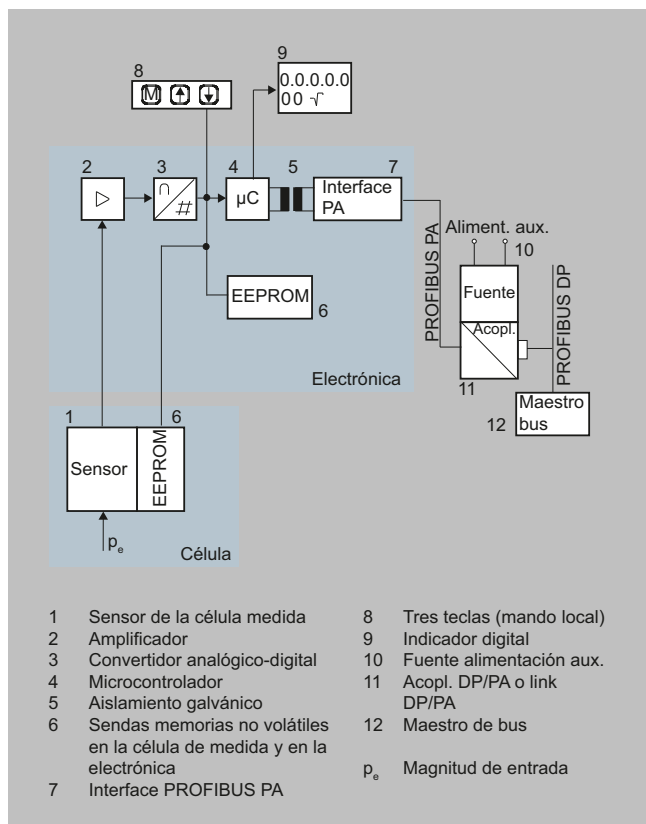 8
9
M
0.0.0.0.0
00 √
2
3
4
5
7
∩
#
µC
Interface
PA
Aliment. aux.
10
PROFIBUS PA
Fuente
Acopl.
PROFIBUS DP
EEPROM
6
Electrónica
11
12
Maestro
bus
1
6
Sensor
EEPROM
pe
Célula
1 Sensor de la célula medida
2 Amplificador
3 Convertidor analógico-digital
4 Microcontrolador
5 Aislamiento galvánico
6 Sendas memorias no volátiles
en la célula de medida y en la
electrónica
7 Interface PROFIBUS PA
8 Tres teclas (mando local)
9 Indicador digital
10 Fuente alimentación aux.
11 Acopl. DP/PA o link
DP/PA
12 Maestro de bus
pe Magnitud de entrada